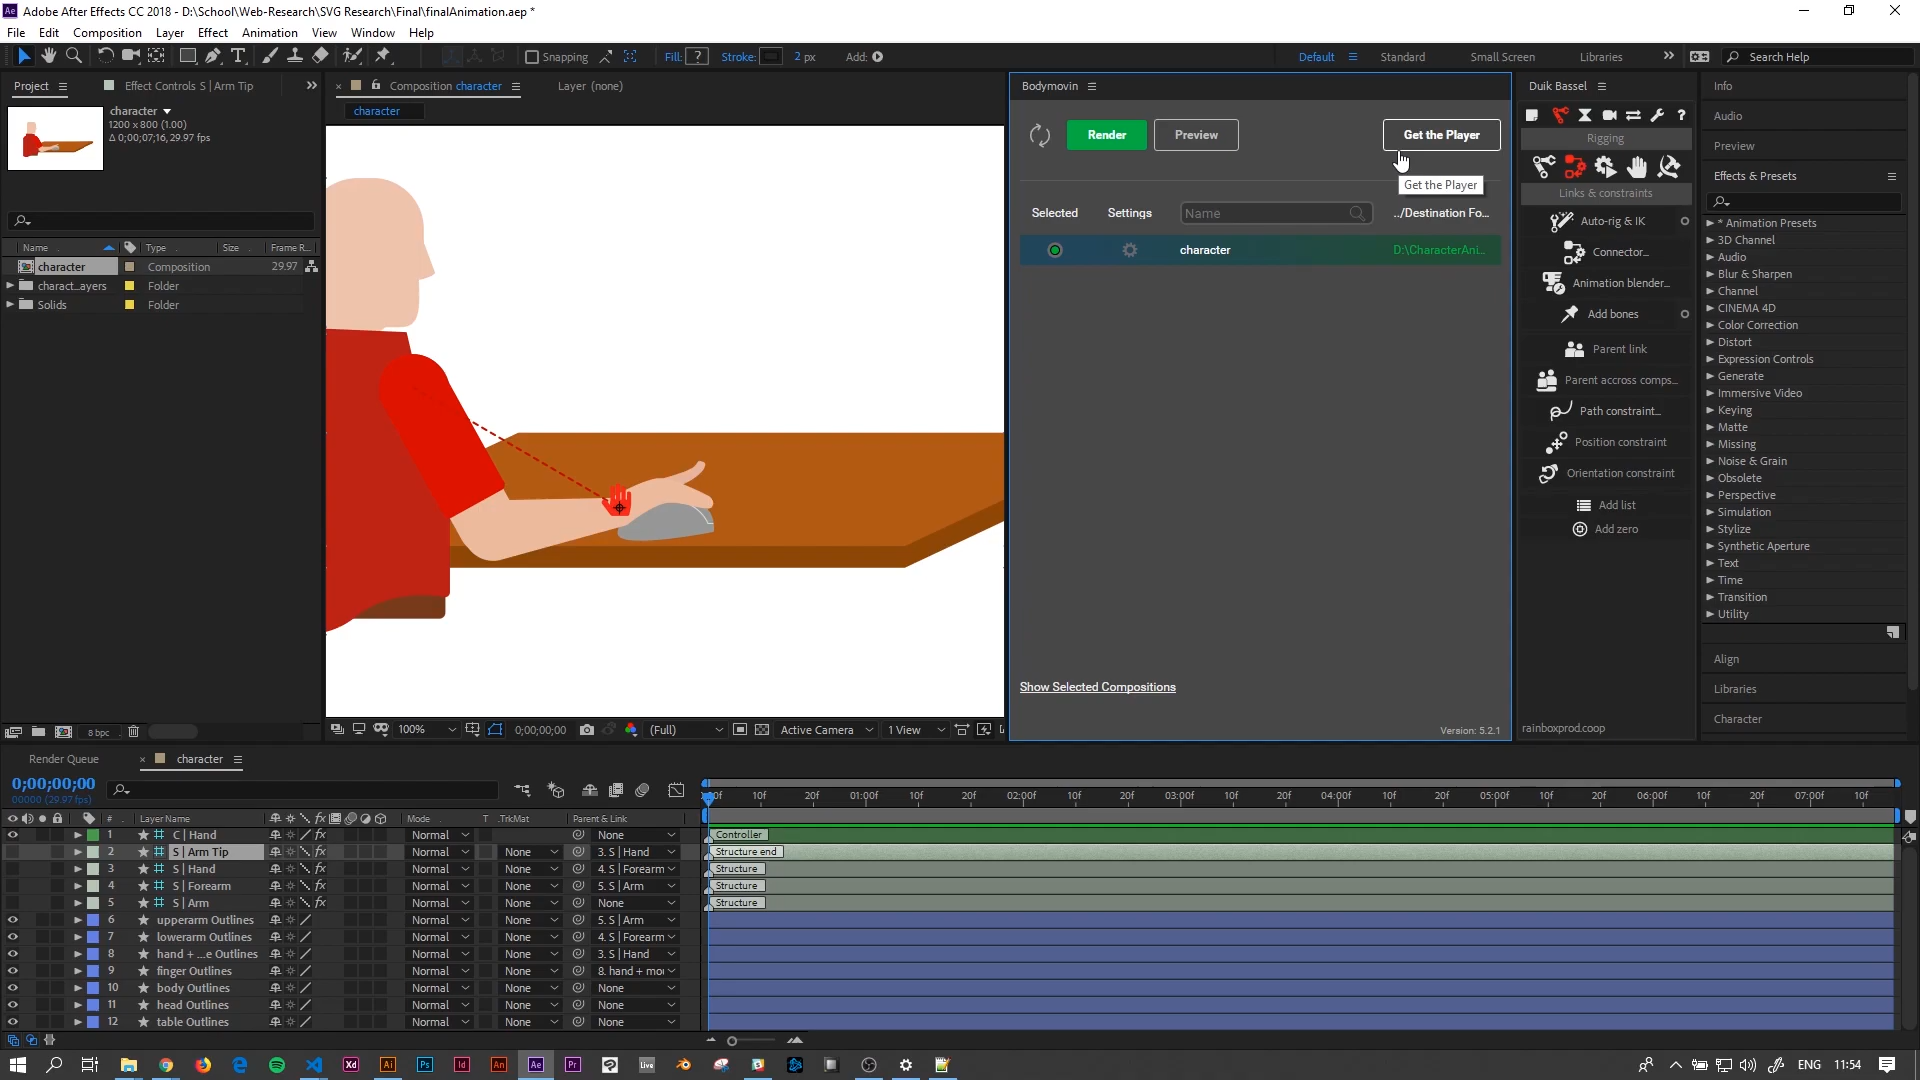 Ae Adobe After Effects CC 2018 - D:\School\Web-Research\SVG Research\Final\finalAnimation.aep *
File Edit Composition Layer Effect Animation View Window Help
Snapping Fill: ? Stroke: 2 px Add: Default Standard Small Screen Libraries Search Help
Project Effect Controls S | Arm Tip
character
1200 x 800 (1.00)
Δ 0;00;07;16, 29.97 fps
Name Type Size Frame R...
character Composition 29.97
charact...ayers Folder
Solids Folder
8 bpc
Composition character Layer (none)
character
100% 0;00;00;00 (Full) Active Camera 1 View
Bodymovin
Render Preview Get the Player
Get the Player
Selected Settings Name ../Destination Fo...
character D:\CharacterAni...
Show Selected Compositions
Version: 5.2.1
Duik Bassel
Rigging
Links & constraints
Auto-rig & IK
Connector...
Animation blender...
Add bones
Parent link
Parent accross comps...
Path constraint...
Position constraint
Orientation constraint
Add list
Add zero
rainboxprod.coop
Info
Audio
Preview
Effects & Presets
* Animation Presets
3D Channel
Audio
Blur & Sharpen
Channel
CINEMA 4D
Color Correction
Distort
Expression Controls
Generate
Immersive Video
Keying
Matte
Missing
Noise & Grain
Obsolete
Perspective
Simulation
Stylize
Synthetic Aperture
Text
Time
Transition
Utility
Align
Libraries
Character
Render Queue character
0;00;00;00
00000 (29.97 fps)
10f 20f 01:00f 10f 20f 02:00f 10f 20f 03:00f 10f 20f 04:00f 10f 20f 05:00f 10f 20f 06:00f 10f 20f 07:00f 10f
# Layer Name Mode T .TrkMat Parent & Link
1 C | Hand Normal None Controller
2 S | Arm Tip Normal None 3. S | Hand Structure end
3 S | Hand Normal None 4. S | Forearm Structure
4 S | Forearm Normal None 5. S | Arm Structure
5 S | Arm Normal None None Structure
6 upperarm Outlines Normal None 5. S | Arm
7 lowerarm Outlines Normal None 4. S | Forearm
8 hand + ...e Outlines Normal None 3. S | Hand
9 finger Outlines Normal None 8. hand + mou
10 body Outlines Normal None None
11 head Outlines Normal None None
12 table Outlines Normal None None
Xd Ai Ps Id An Ae Pr live ENG 11:54